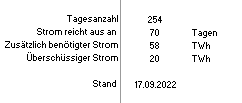 Tagesanzahl 254
Strom reicht aus an 70 Tagen
Zusätzlich benötigter Strom 58 TWh
Überschüssiger Strom 20 TWh
Stand 17.09.2022